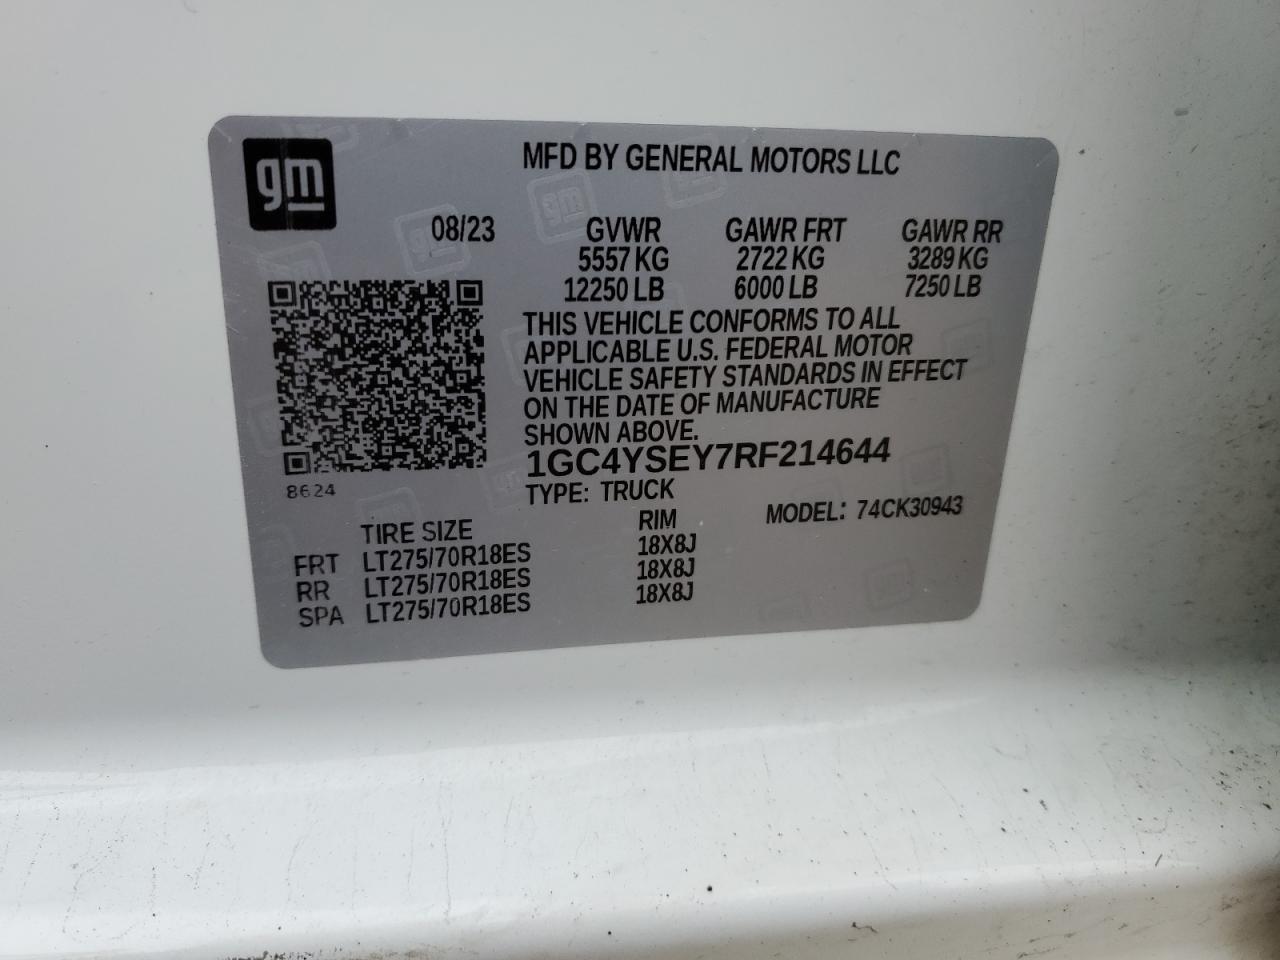 gm
MFD BY GENERAL MOTORS LLC
08/23 GVWR GAWR FRT GAWR RR
5557 KG 2722 KG 3289 KG
12250 LB 6000 LB 7250 LB
THIS VEHICLE CONFORMS TO ALL
APPLICABLE U.S. FEDERAL MOTOR
VEHICLE SAFETY STANDARDS IN EFFECT
ON THE DATE OF MANUFACTURE
SHOWN ABOVE.
1GC4YSEY7RF214644
8624
TYPE: TRUCK
MODEL: 74CK30943
TIRE SIZE RIM
FRT LT275/70R18ES 18X8J
RR LT275/70R18ES 18X8J
SPA LT275/70R18ES 18X8J